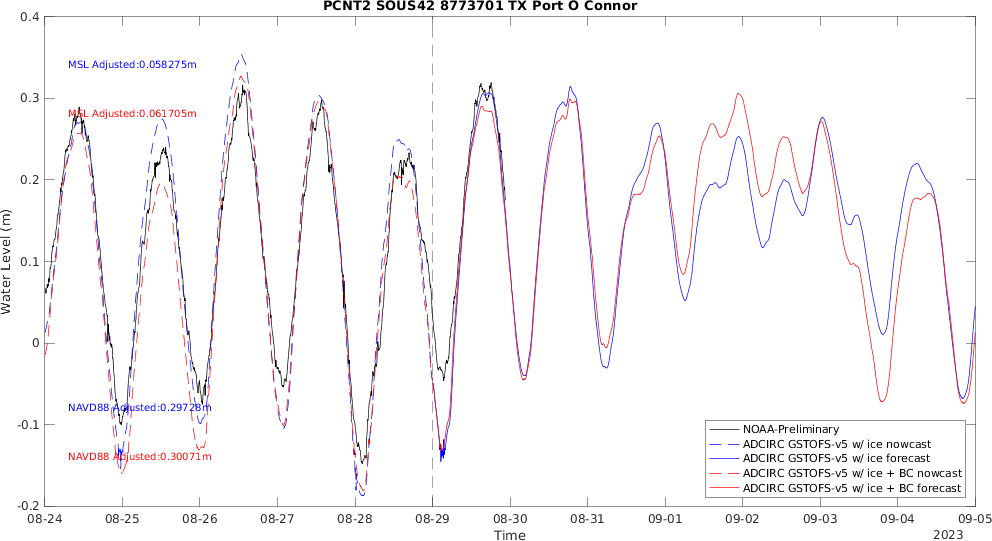 PCNT2 SOUS42 8773701 TX Port O Connor
0.4
0.3
0.2
0.1
0
-0.1
-0.2
Water Level (m)
MSL Adjusted:0.058275m
MSL Adjusted:0.061705m
NAVD88 Adjusted:0.29728m
NAVD88 Adjusted:0.30071m
NOAA-Preliminary
ADCIRC GSTOFS-v5 w/ ice nowcast
ADCIRC GSTOFS-v5 w/ ice forecast
ADCIRC GSTOFS-v5 w/ ice + BC nowcast
ADCIRC GSTOFS-v5 w/ ice + BC forecast
08-24 08-25 08-26 08-27 08-28 08-29 08-30 08-31 09-01 09-02 09-03 09-04 09-05
Time
2023